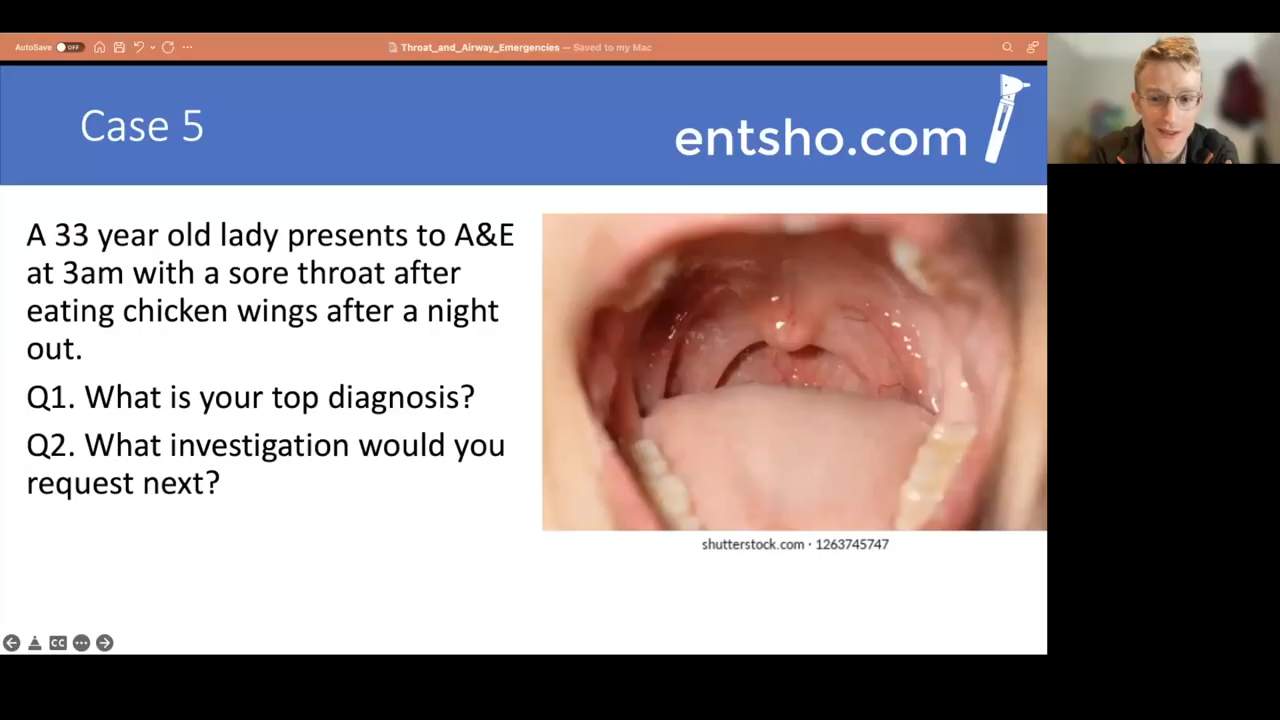 AutoSave OFF Throat_and_Airway_Emergencies — Saved to my Mac
Case 5
entsho.com
A 33 year old lady presents to A&E
at 3am with a sore throat after
eating chicken wings after a night
out.
Q1. What is your top diagnosis?
Q2. What investigation would you
request next?
shutterstock.com · 1263745747
CC